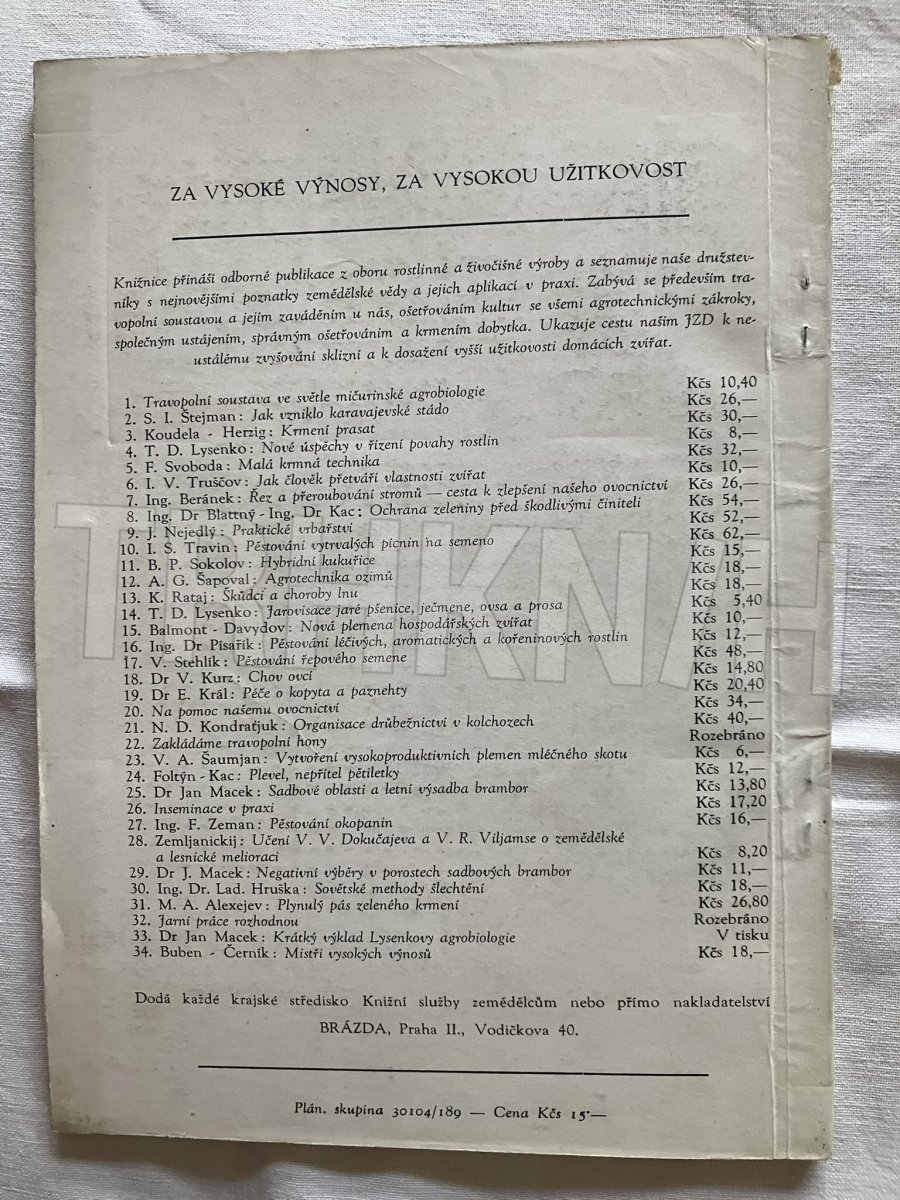 ZA VYSOKÉ VÝNOSY, ZA VYSOKOU UŽITKOVOST
Knižnice přináší odborné publikace z oboru rostlinné a živočišné výroby a seznamuje naše družstev-
níky s nejnovějšími poznatky zemědělské vědy a jejich aplikací v praxi. Zabývá se především tra-
vopolní soustavou a jejím zaváděním u nás, ošetřováním kultur se všemi agrotechnickými zákroky,
společným ustájením, správným ošetřováním a krmením dobytka. Ukazuje cestu našim JZD k ne-
ustálému zvyšování sklizní a k dosažení vyšší užitkovosti domácích zvířat.
1. Travopolní soustava ve světle mičurinské agrobiologie Kčs 10,40
2. S. I. Štejman: Jak vzniklo karavajevské stádo Kčs 26,—
3. Koudela - Herzig: Krmení prasat Kčs 30,—
4. T. D. Lysenko: Nové úspěchy v řízení povahy rostlin Kčs 8,—
5. F. Svoboda: Malá krmná technika Kčs 32,—
6. I. V. Truščov: Jak člověk přetváří vlastnosti zvířat Kčs 10,—
7. Ing. Beránek: Řez a přeroubování stromů — cesta k zlepšení našeho ovocnictví Kčs 26,—
8. Ing. Dr Blattný - Ing. Dr Kac: Ochrana zeleniny před škodlivými činiteli Kčs 54,—
9. J. Nejedlý: Praktické vrbařství Kčs 52,—
10. I. S. Travin: Pěstování vytrvalých pícnin na semeno Kčs 62,—
11. B. P. Sokolov: Hybridní kukuřice Kčs 15,—
12. A. G. Šapoval: Agrotechnika ozimů Kčs 18,—
13. K. Rataj: Škůdci a choroby lnu Kčs 18,—
14. T. D. Lysenko: Jarovisace jaré pšenice, ječmene, ovsa a prosa Kčs 5,40
15. Balmont - Davydov: Nová plemena hospodářských zvířat Kčs 10,—
16. Ing. Dr Písařík: Pěstování léčivých, aromatických a kořeninových rostlin Kčs 12,—
17. V. Stehlík: Pěstování řepového semene Kčs 48,—
18. Dr V. Kurz: Chov ovcí Kčs 14,80
19. Dr E. Král: Péče o kopyta a paznehty Kčs 20,40
20. Na pomoc našemu ovocnictví Kčs 34,—
21. N. D. Kondraťjuk: Organisace drůbežnictví v kolchozech Kčs 40,—
22. Zakládáme travopolní hony Rozebráno
23. V. A. Šaumjan: Vytvoření vysokoproduktivních plemen mléčného skotu Kčs 6,—
24. Foltýn - Kac: Plevel, nepřítel pětiletky Kčs 12,—
25. Dr Jan Macek: Sadbové oblasti a letní výsadba brambor Kčs 13,80
26. Inseminace v praxi Kčs 17,20
27. Ing. F. Zeman: Pěstování okopanin Kčs 16,—
28. Zemljanickij: Učení V. V. Dokučajeva a V. R. Viljamse o zemědělské
a lesnické melioraci Kčs 8,20
29. Dr J. Macek: Negativní výběry v porostech sadbových brambor Kčs 11,—
30. Ing. Dr. Lad. Hruška: Sovětské methody šlechtění Kčs 18,—
31. M. A. Alexejev: Plynulý pás zeleného krmení Kčs 26,80
32. Jarní práce rozhodnou Rozebráno
33. Dr Jan Macek: Krátký výklad Lysenkovy agrobiologie V tisku
34. Buben - Černík: Mistři vysokých výnosů Kčs 18,—
Dodá každé krajské středisko Knižní služby zemědělcům nebo přímo nakladatelství
BRÁZDA, Praha II., Vodičkova 40.
Plán. skupina 30104/189 — Cena Kčs 15·—